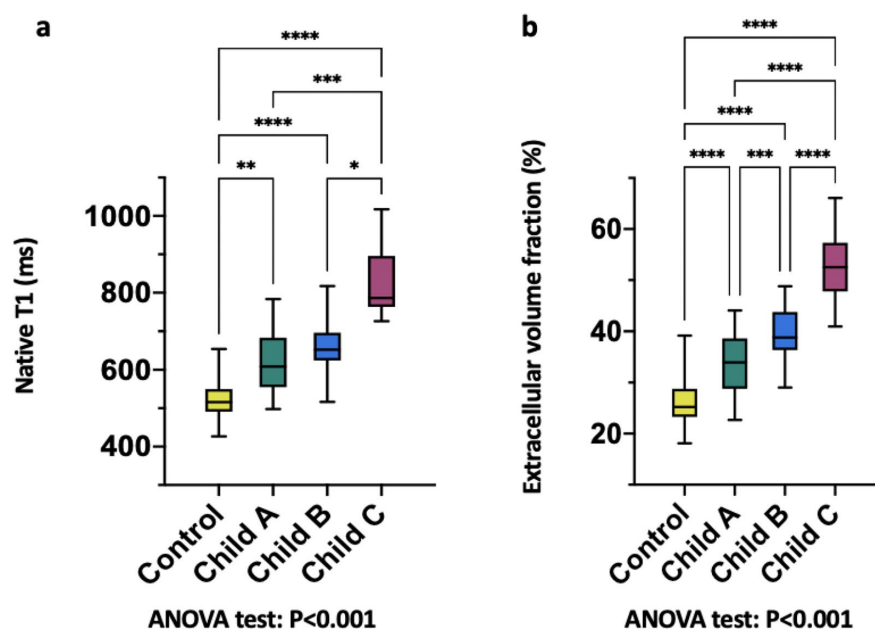 a
****
***
****
**
*
Native T1 (ms)
1000
800
600
400
Control
Child A
Child B
Child C
ANOVA test: P<0.001
b
****
****
****
****
***
****
Extracellular volume fraction (%)
60
40
20
Control
Child A
Child B
Child C
ANOVA test: P<0.001